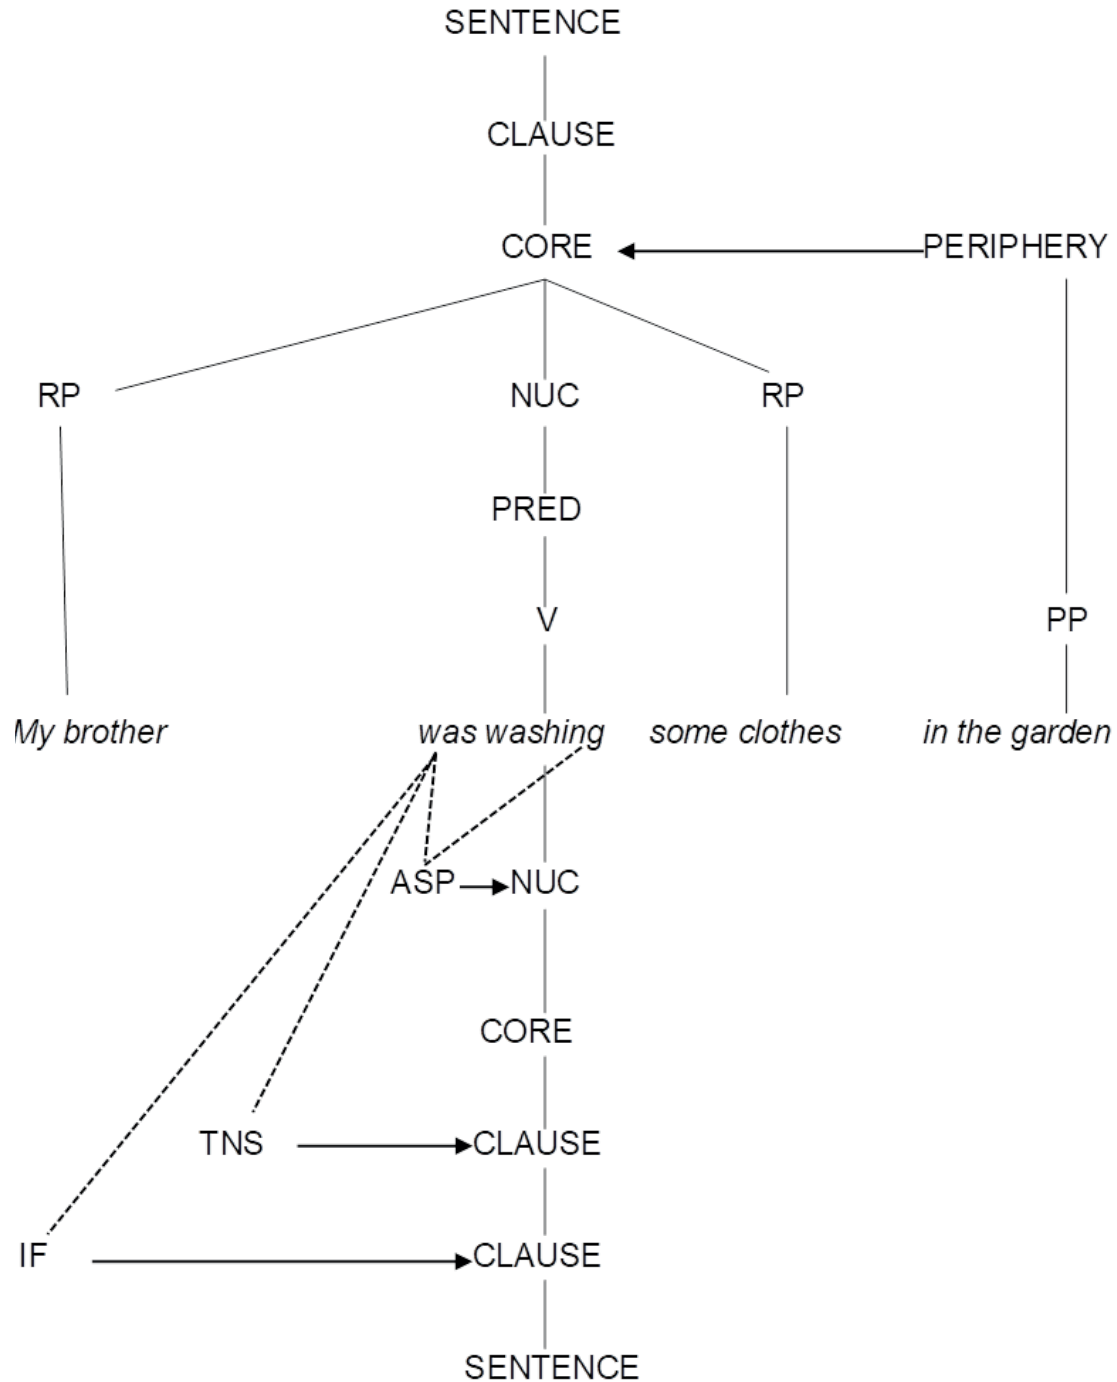 SENTENCE
CLAUSE
CORE PERIPHERY
RP NUC RP
PRED
V PP
My brother was washing some clothes in the garden
ASP NUC
CORE
TNS CLAUSE
IF CLAUSE
SENTENCE